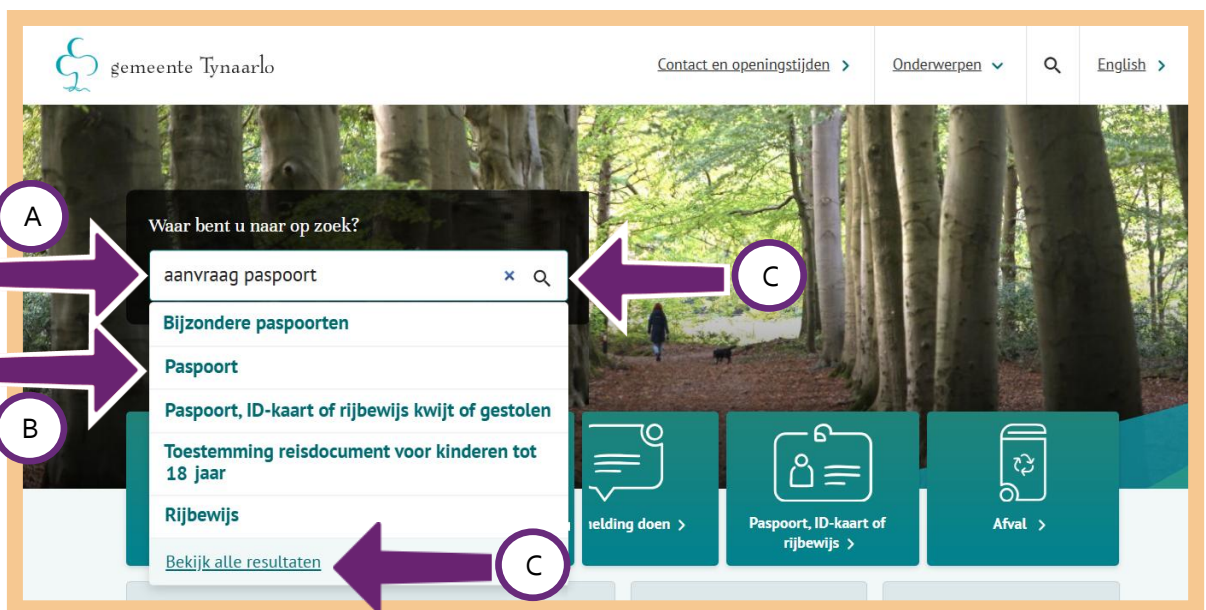 gemeente Tynaarlo
Contact en openingstijden
Onderwerpen
English
A
Waar bent u naar op zoek?
aanvraag paspoort
C
Bijzondere paspoorten
Paspoort
B
Paspoort, ID-kaart of rijbewijs kwijt of gestolen
Toestemming reisdocument voor kinderen tot
18 jaar
Rijbewijs
Bekijk alle resultaten
C
melding doen
Paspoort, ID-kaart of
rijbewijs
Afval